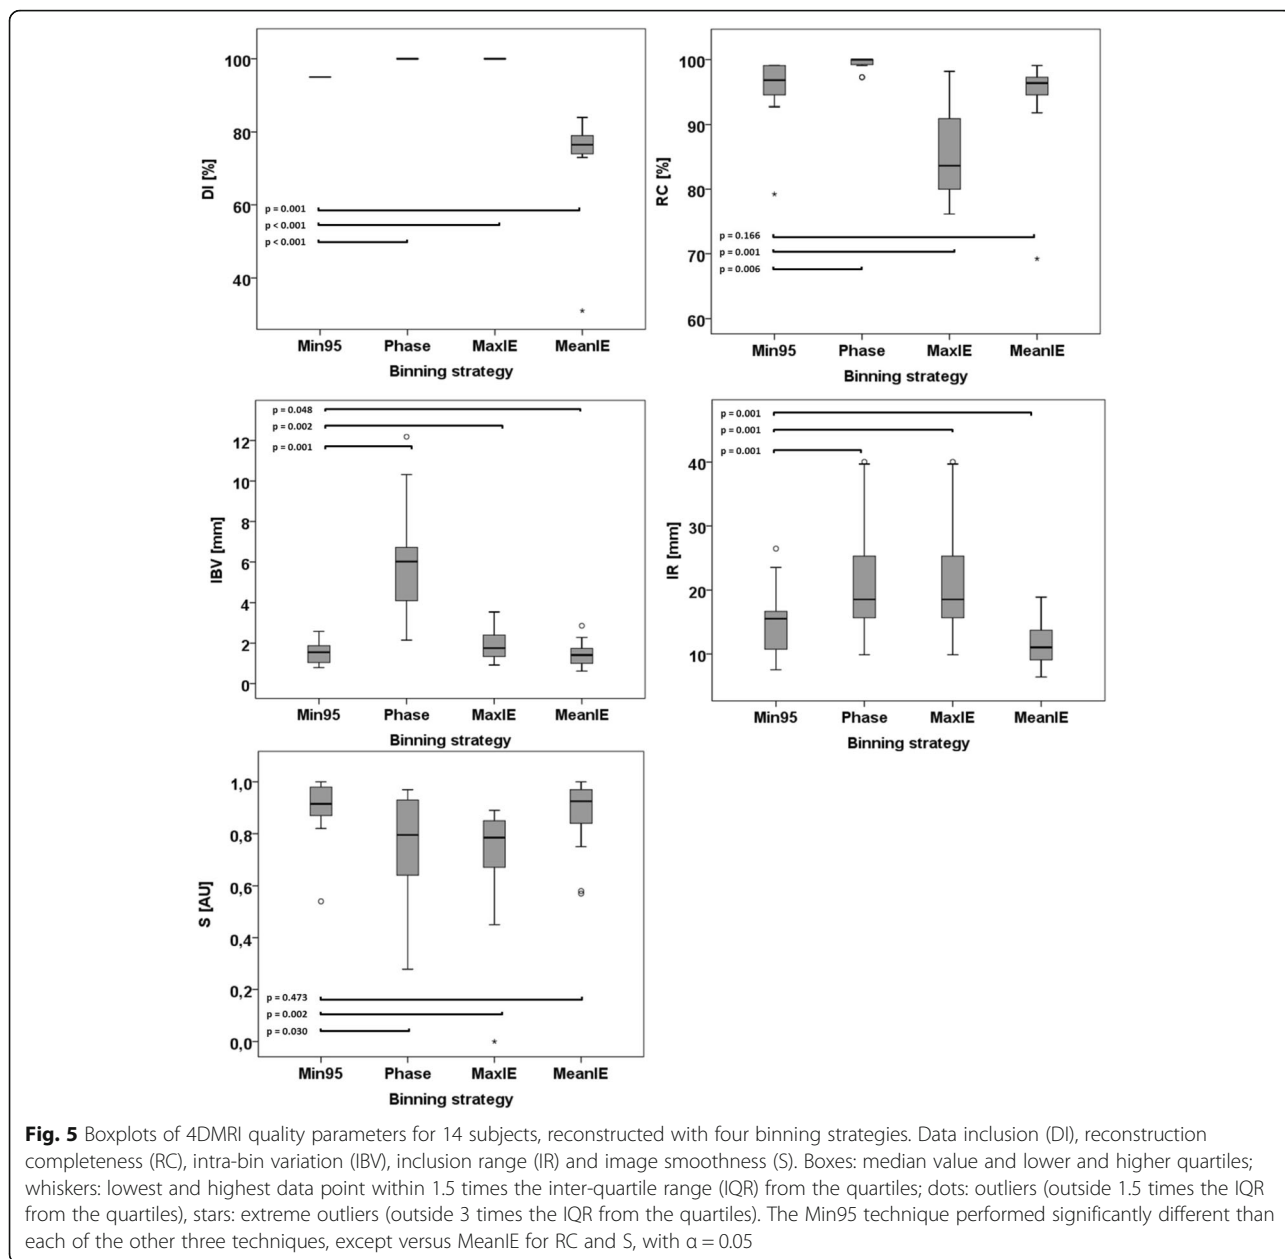 100
80
60
40
DI [%]
p = 0.001
p < 0.001
p < 0.001
Min95 Phase MaxIE MeanIE
Binning strategy
100
90
80
70
60
RC [%]
p = 0.166
p = 0.001
p = 0.006
Min95 Phase MaxIE MeanIE
Binning strategy
12
10
8
6
4
2
0
IBV [mm]
p = 0.048
p = 0.002
p = 0.001
Min95 Phase MaxIE MeanIE
Binning strategy
40
30
20
10
IR [mm]
p = 0.001
p = 0.001
p = 0.001
Min95 Phase MaxIE MeanIE
Binning strategy
1,0
0,8
0,6
0,4
0,2
0,0
S [AU]
p = 0.473
p = 0.002
p = 0.030
Min95 Phase MaxIE MeanIE
Binning strategy
Fig. 5 Boxplots of 4DMRI quality parameters for 14 subjects, reconstructed with four binning strategies. Data inclusion (DI), reconstruction
completeness (RC), intra-bin variation (IBV), inclusion range (IR) and image smoothness (S). Boxes: median value and lower and higher quartiles;
whiskers: lowest and highest data point within 1.5 times the inter-quartile range (IQR) from the quartiles; dots: outliers (outside 1.5 times the IQR
from the quartiles), stars: extreme outliers (outside 3 times the IQR from the quartiles). The Min95 technique performed significantly different than
each of the other three techniques, except versus MeanIE for RC and S, with α = 0.05